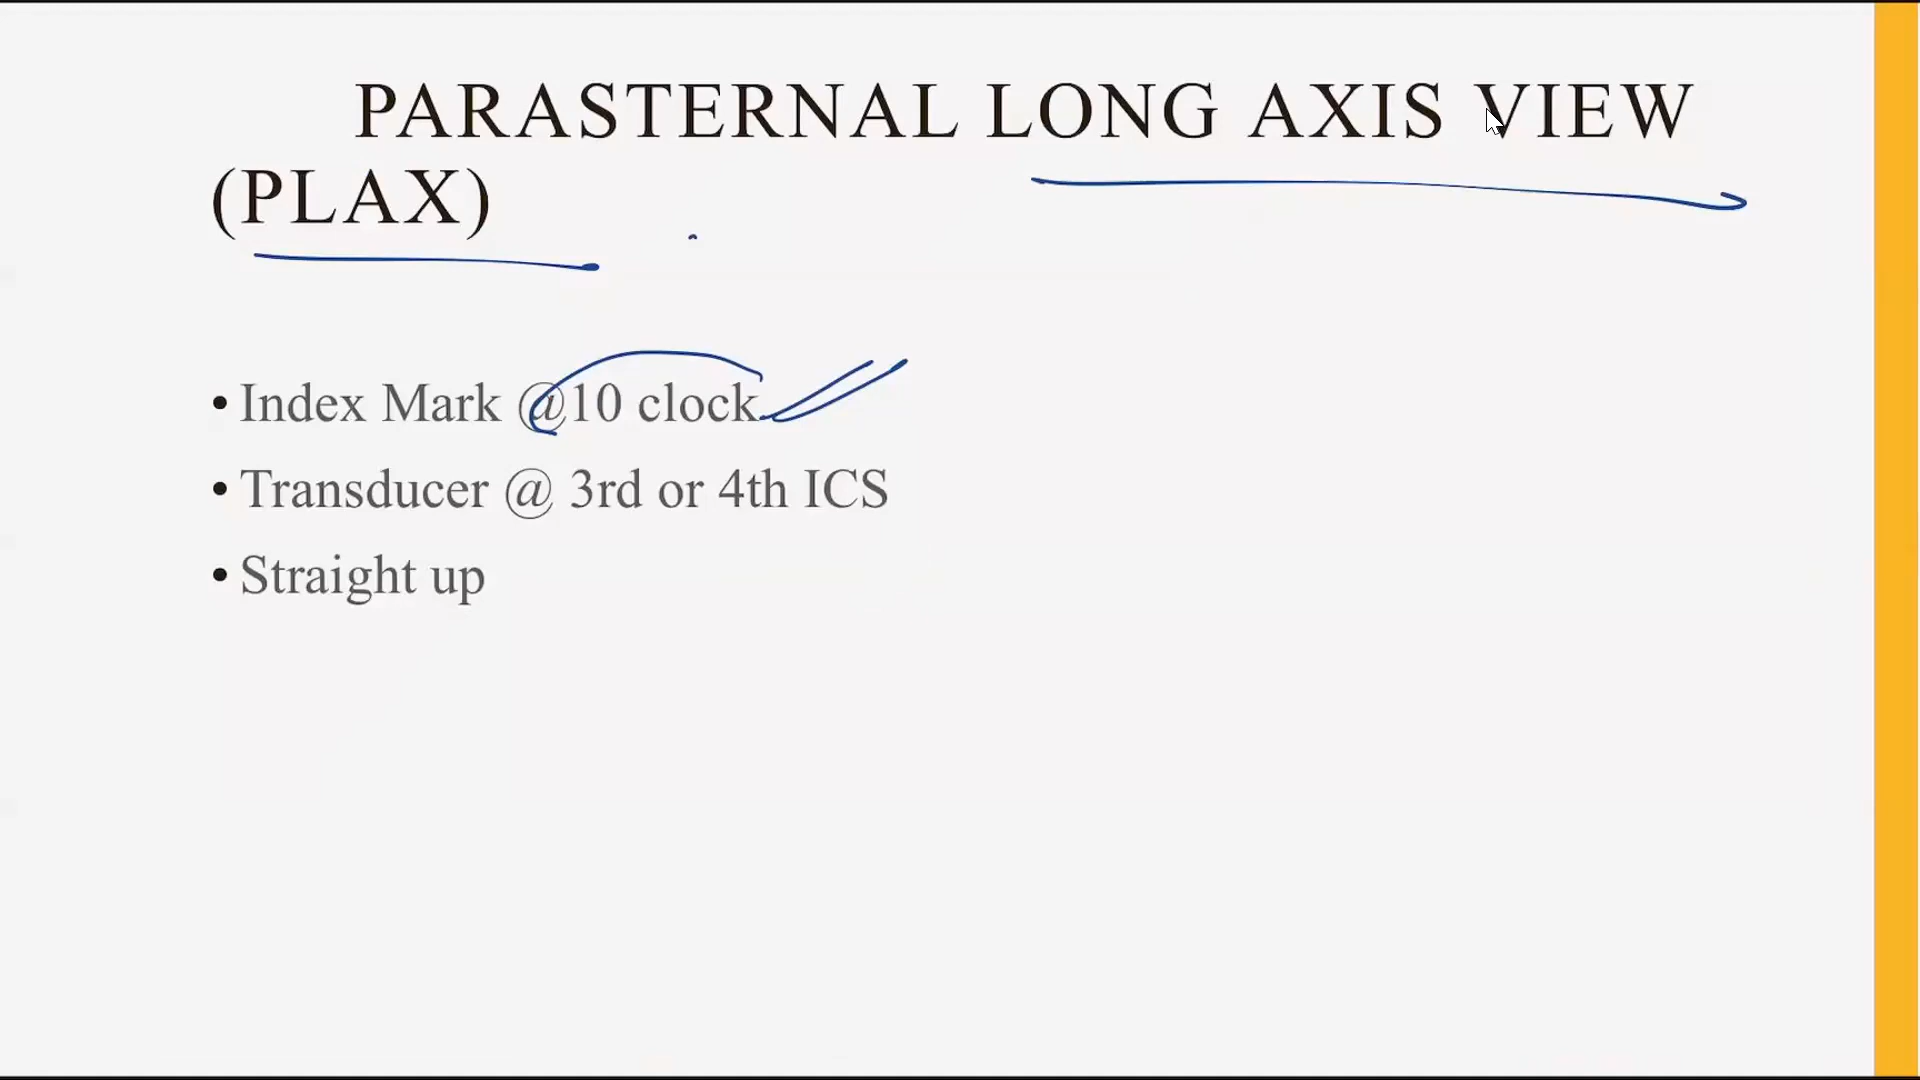 PARASTERNAL LONG AXIS VIEW
(PLAX)
• Index Mark @10 clock
• Transducer @ 3rd or 4th ICS
• Straight up